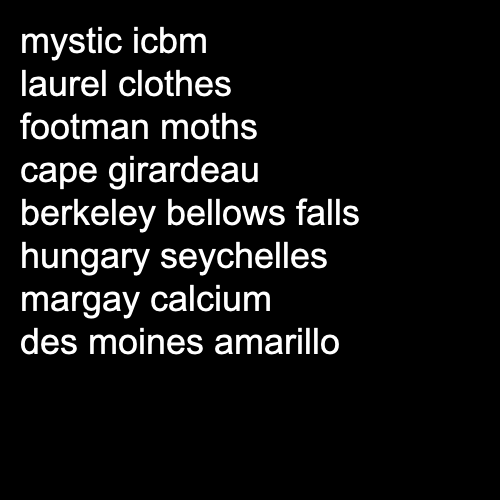 mystic icbm
laurel clothes
footman moths
cape girardeau
berkeley bellows falls
hungary seychelles
margay calcium
des moines amarillo